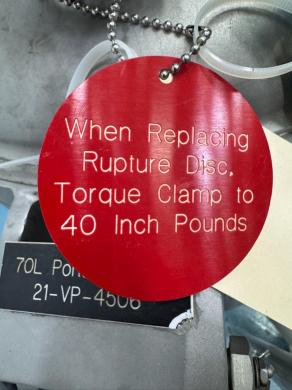 When Replacing
Rupture Disc,
Torque Clamp to
40 Inch Pounds
70L
21-VP-4506